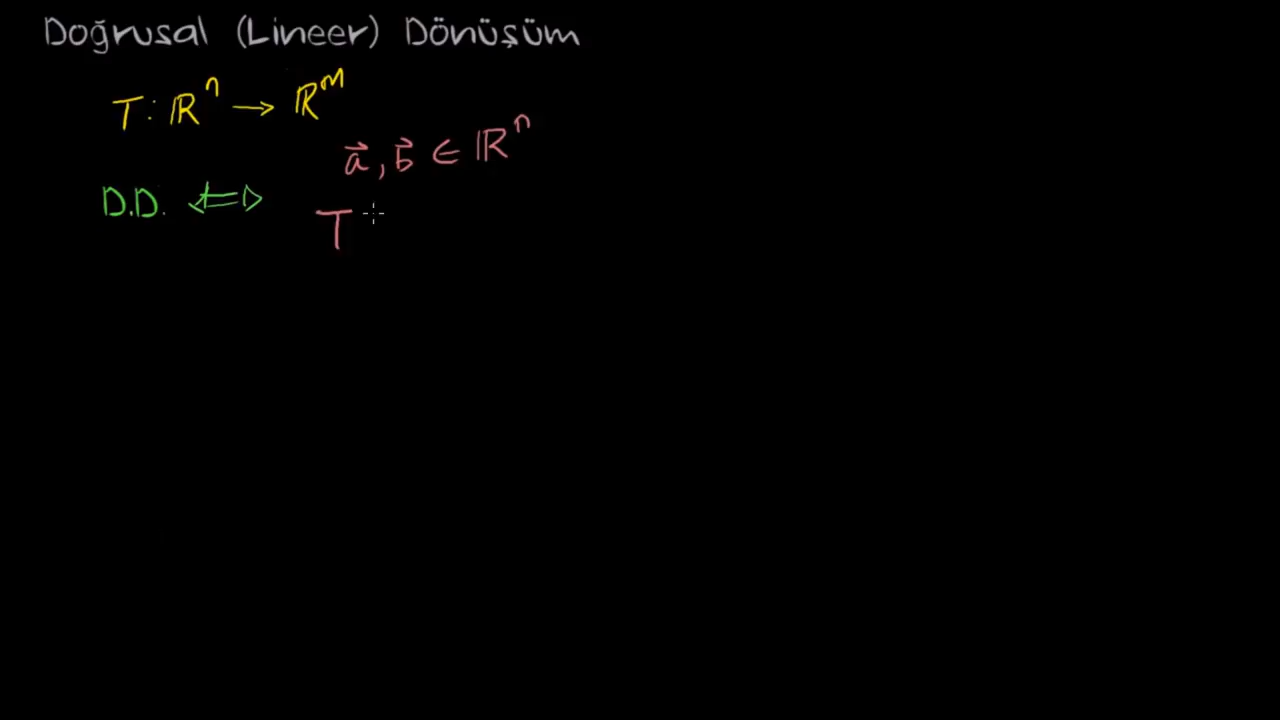 Doğrusal (Lineer) Dönüşüm
T: ℝⁿ → ℝᵐ
a⃗, b⃗ ∈ ℝⁿ
D.D. ⇔
T